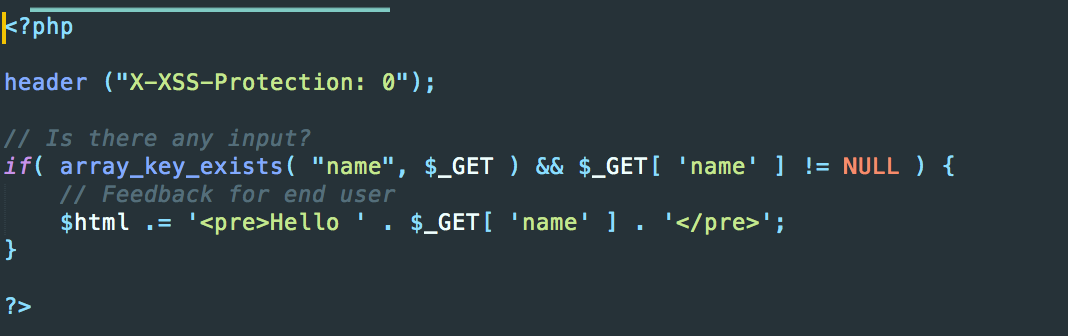 <?php
header ("X-XSS-Protection: 0");
// Is there any input?
if( array_key_exists( "name", $_GET ) && $_GET[ 'name' ] != NULL ) {
// Feedback for end user
$html .= '<pre>Hello ' . $_GET[ 'name' ] . '</pre>';
}
?>